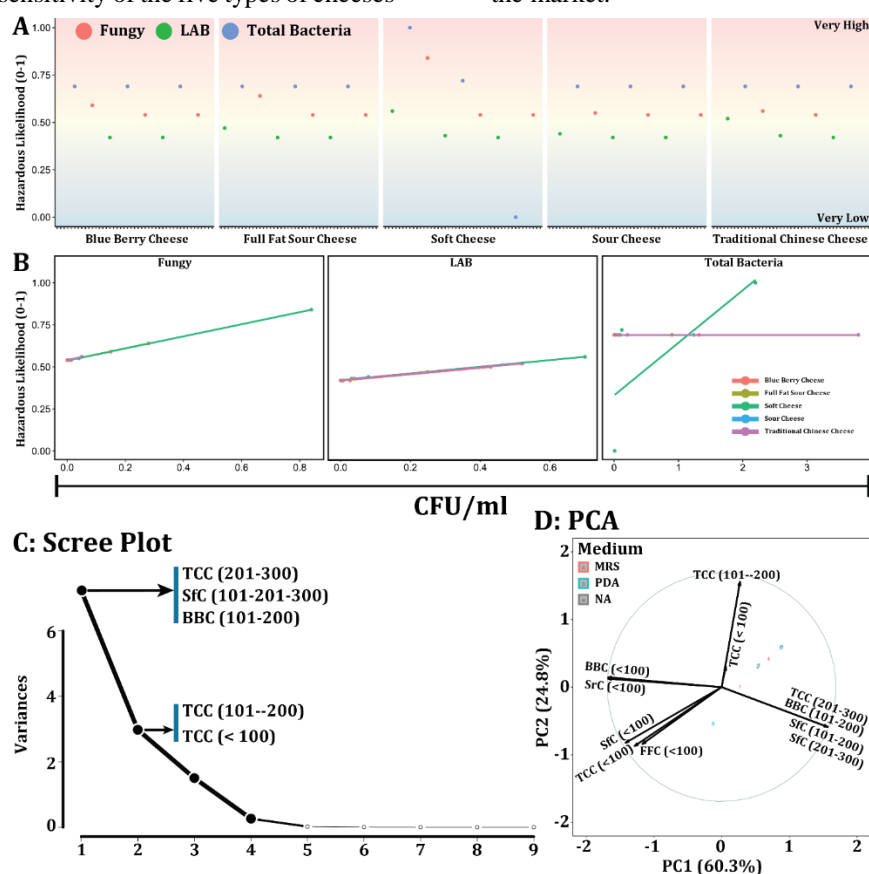 sensitivity of the five types of cheeses
the market.
A
Fungy LAB Total Bacteria
Very High
Hazardous Likelihood (0-1)
1.00
0.75
0.50
0.25
0.00
Very Low
Blue Berry Cheese Full Fat Sour Cheese Soft Cheese Sour Cheese Traditional Chinese Cheese
B
Fungy LAB Total Bacteria
Hazardous Likelihood (0-1)
1.00
0.75
0.50
0.25
0.00
Blue Berry Cheese
Full Fat Sour Cheese
Soft Cheese
Sour Cheese
Traditional Chinese Cheese
0.0 0.2 0.4 0.6 0.8 0.0 0.2 0.4 0.6 0 1 2 3
CFU/ml
C: Scree Plot
TCC (201-300)
SfC (101-201-300)
BBC (101-200)
TCC (101--200)
TCC (< 100)
Variances
6
4
2
0
1 2 3 4 5 6 7 8 9
D: PCA
Medium
MRS
PDA
NA
TCC (101--200)
TCC (< 100)
BBC (<100)
SrC (<100)
SfC (<100)
TCC (<100)
FFC (<100)
TCC (201-300)
BBC (101-200)
SfC (101-200)
SfC (201-300)
PC2 (24.8%)
2
1
0
-1
-2
-2 -1 0 1 2
PC1 (60.3%)